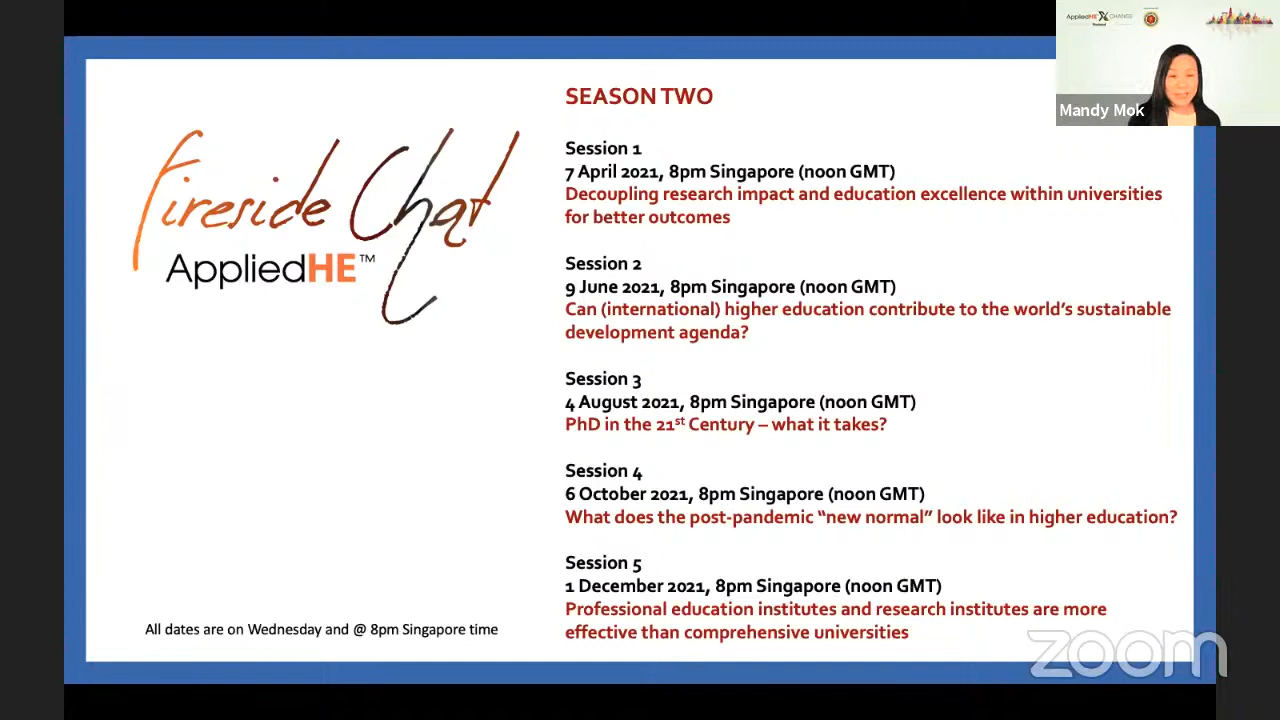 SEASON TWO
Session 1
7 April 2021, 8pm Singapore (noon GMT)
Decoupling research impact and education excellence within universities
for better outcomes
Session 2
9 June 2021, 8pm Singapore (noon GMT)
Can (international) higher education contribute to the world's sustainable
development agenda?
Session 3
4 August 2021, 8pm Singapore (noon GMT)
PhD in the 21st Century – what it takes?
Session 4
6 October 2021, 8pm Singapore (noon GMT)
What does the post-pandemic “new normal” look like in higher education?
Session 5
1 December 2021, 8pm Singapore (noon GMT)
Professional education institutes and research institutes are more
effective than comprehensive universities
Fireside Chat
AppliedHE™
All dates are on Wednesday and @ 8pm Singapore time
AppliedHE X CHANGE
Mandy Mok
zoom